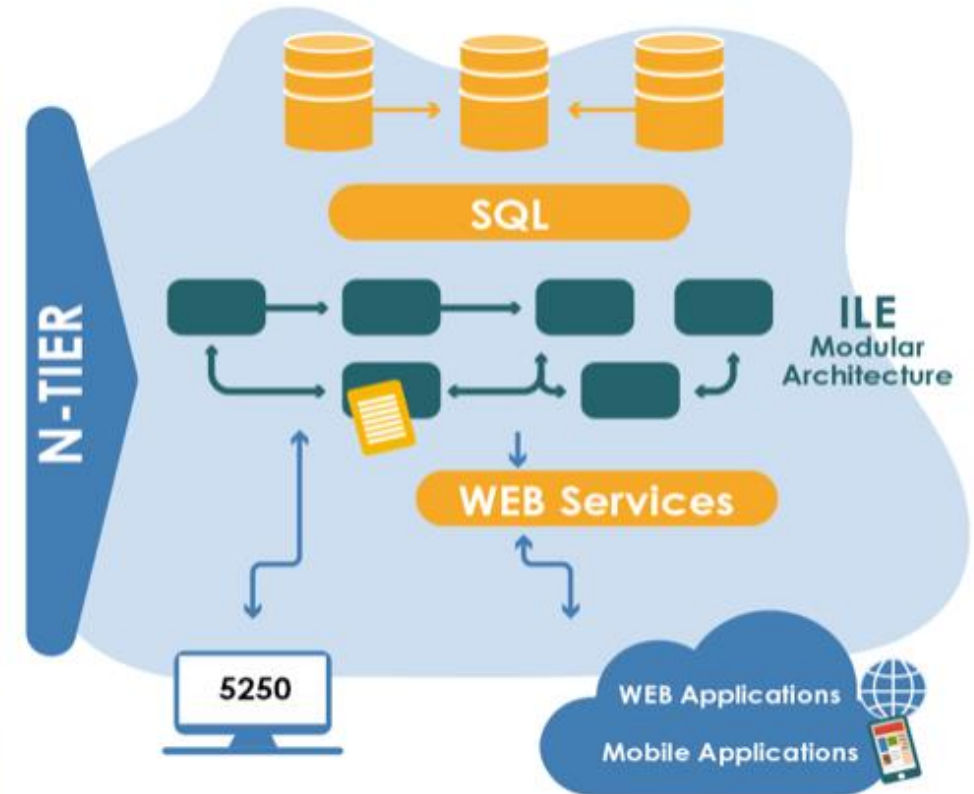 SQL
N-TIER
ILE
Modular
Architecture
WEB Services
5250
WEB Applications
Mobile Applications